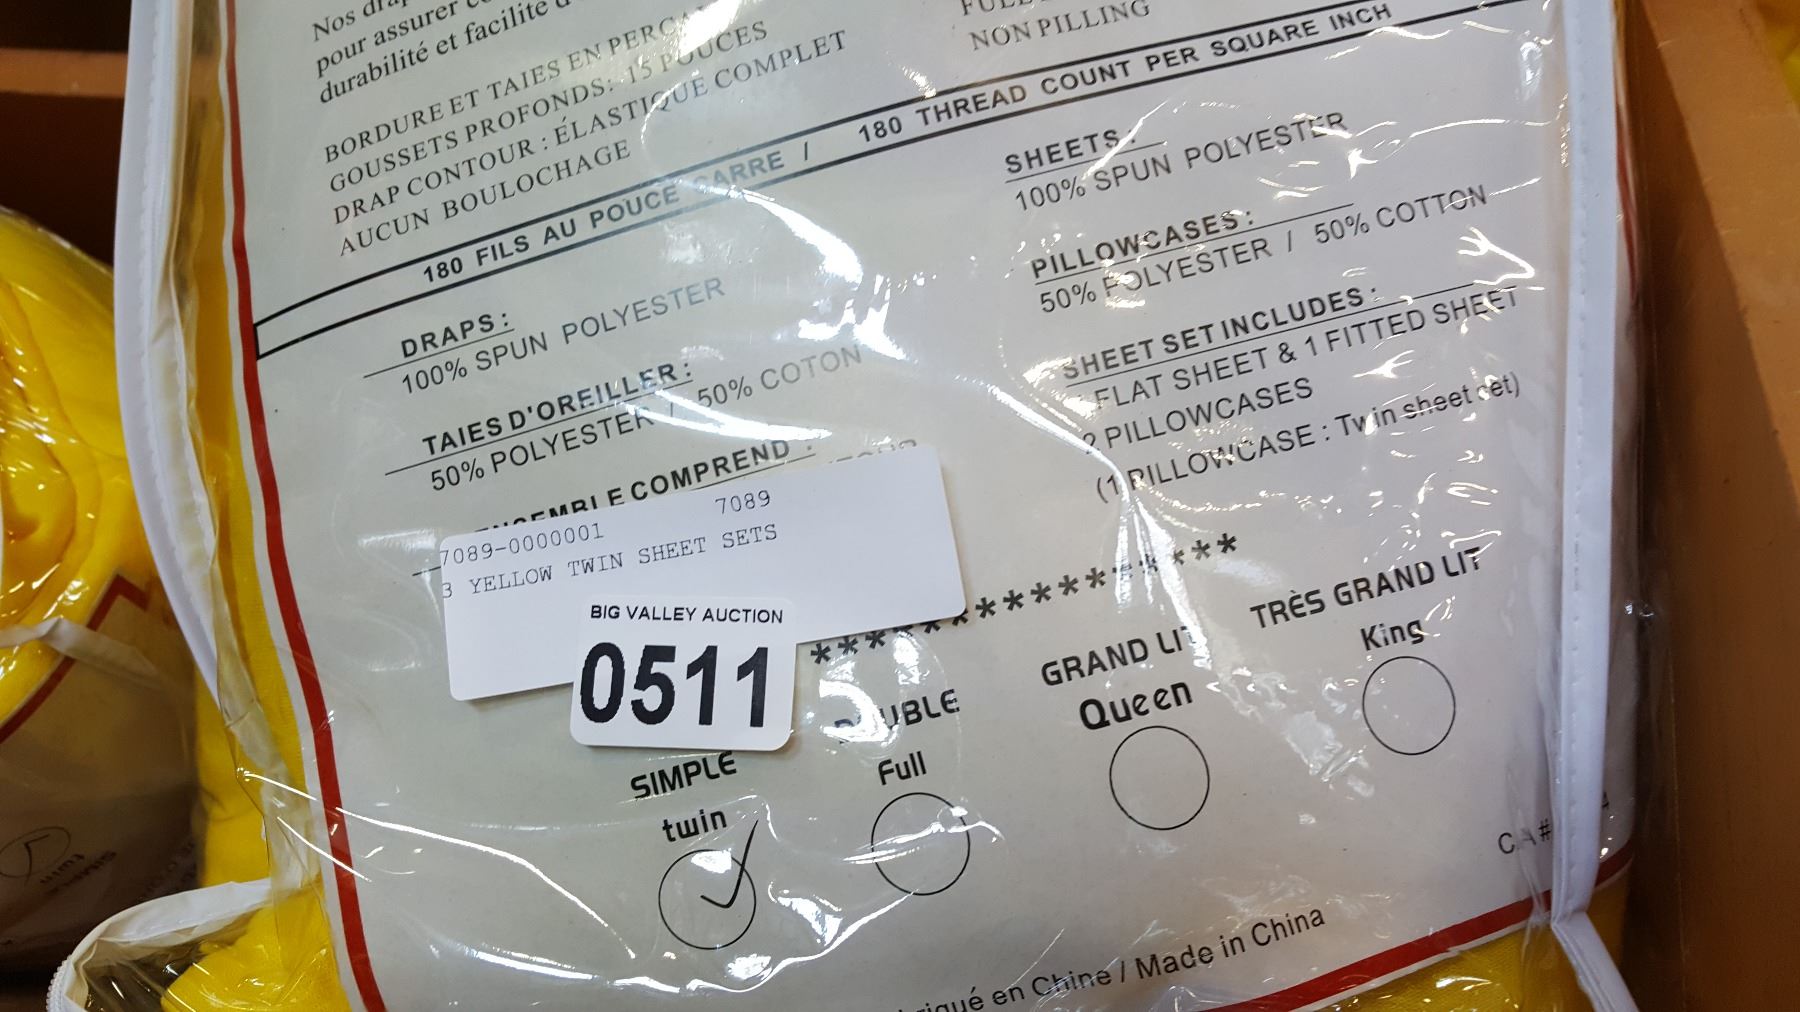 Nos
pour assurer
durabilité et facilité
BORDURE ET TAIES EN
GOUSSETS PROFONDS: 15 POUCES
DRAP CONTOUR : ÉLASTIQUE COMPLET
AUCUN BOULOCHAGE
NON PILLING
180 FILS AU POUCE CARRE / 180 THREAD COUNT PER SQUARE INCH
DRAPS :
100% SPUN POLYESTER
TAIES D'OREILLER :
50% POLYESTER / 50% COTON
COMPREND :
SHEETS :
100% SPUN POLYESTER
PILLOWCASES :
50% POLYESTER / 50% COTTON
SHEET SET INCLUDES :
FLAT SHEET & 1 FITTED SHEET
2 PILLOWCASES
(1 PILLOWCASE : Twin sheet set)
7089-0000001 7089
3 YELLOW TWIN SHEET SETS
BIG VALLEY AUCTION
0511
SIMPLE
twin
DOUBLE
Full
GRAND LIT
Queen
TRÈS GRAND LIT
King
en Chine / Made in China